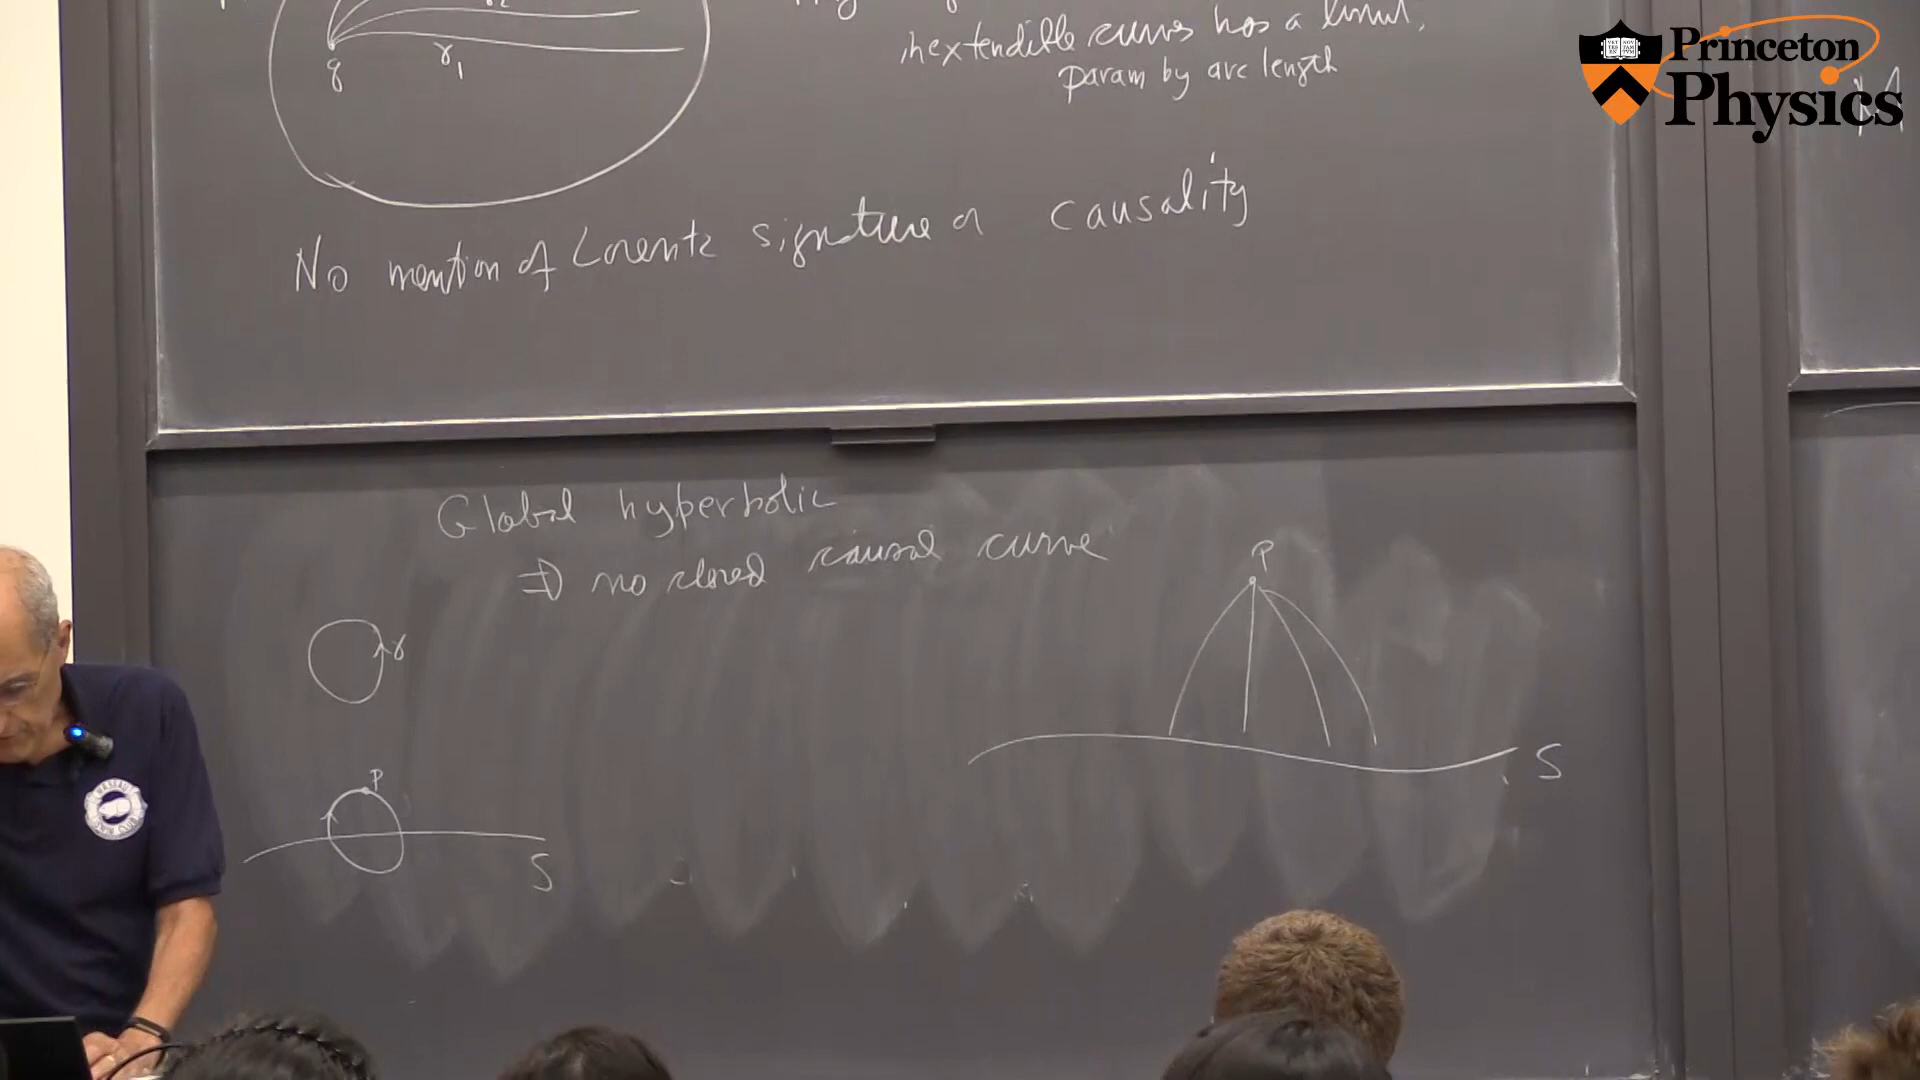 inextendible curves has a limit,
param by arc length
q
γ1
No mention of Lorentz signature or causality
Global hyperbolic
⇒ no closed causal curve
γ
P
S
P
S
Princeton
Physics